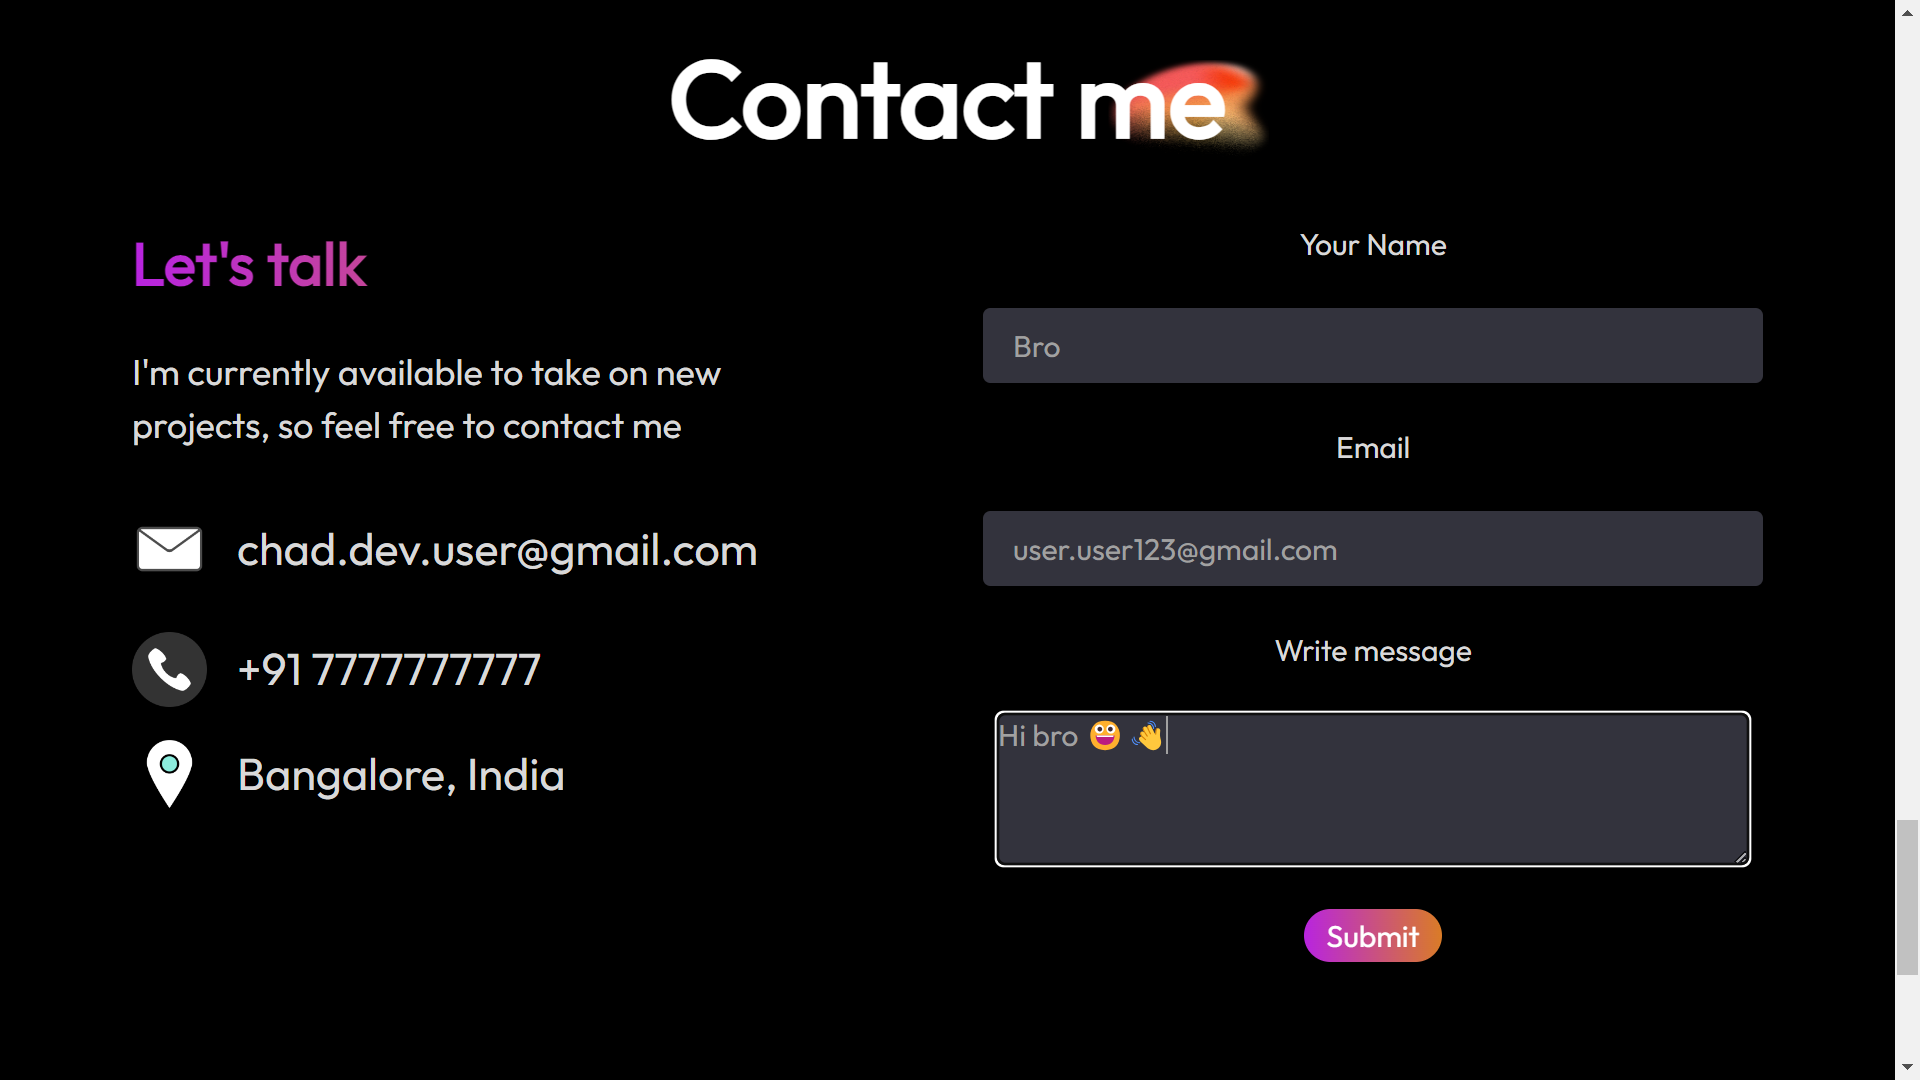 Contact me
Let's talk
I'm currently available to take on new
projects, so feel free to contact me
chad.dev.user@gmail.com
+91 7777777777
Bangalore, India
Your Name
Bro
Email
user.user123@gmail.com
Write message
Hi bro 😀 👋
Submit